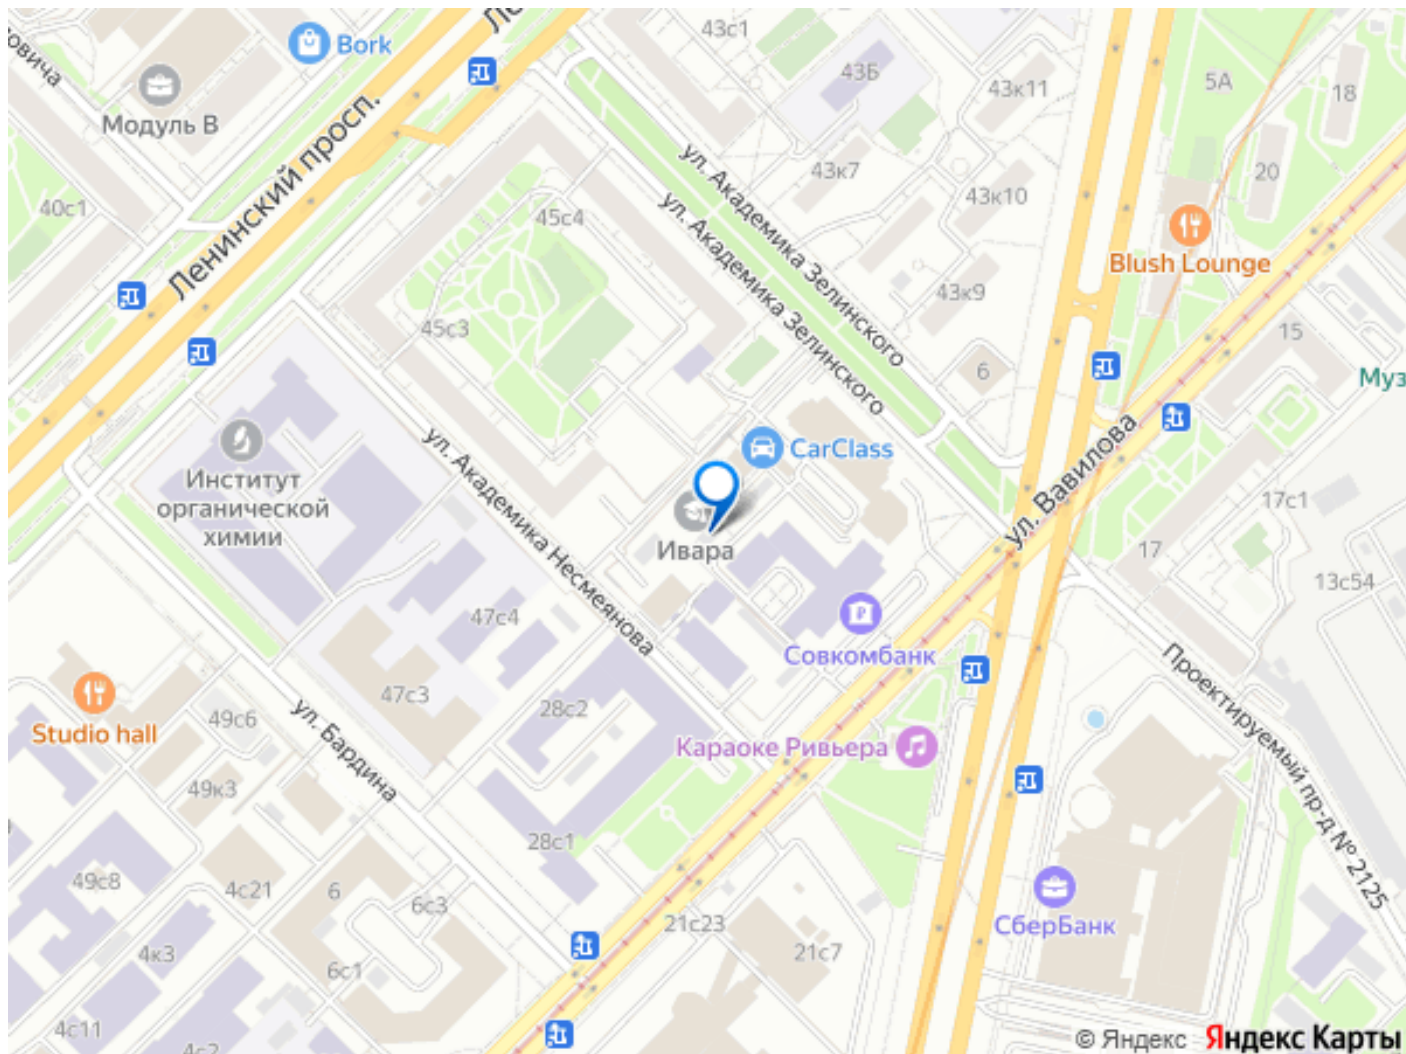 43с1
Bork
43Б
5А
18
43к11
Модуль В
Ленинский просп.
ул. Академика Зелинского
43к7
20
43к10
40с1
45с4
ул. Академика Зелинского
Blush Lounge
43к9
45с3
15
6
Муз
CarClass
ул. Вавилова
Институт
органической
химии
ул. Академика Несмеянова
17с1
Ивара
17
13с54
47с4
Совкомбанк
47с3
28с2
49с6
Studio hall
ул. Бардина
Караоке Ривьера
Проектируемый пр-д № 2125
49к3
28с1
49с8
4с21
6
6с3
СберБанк
21с23
21с7
4к3
6с1
4с11
4с2
© Яндекс Яндекс Карты